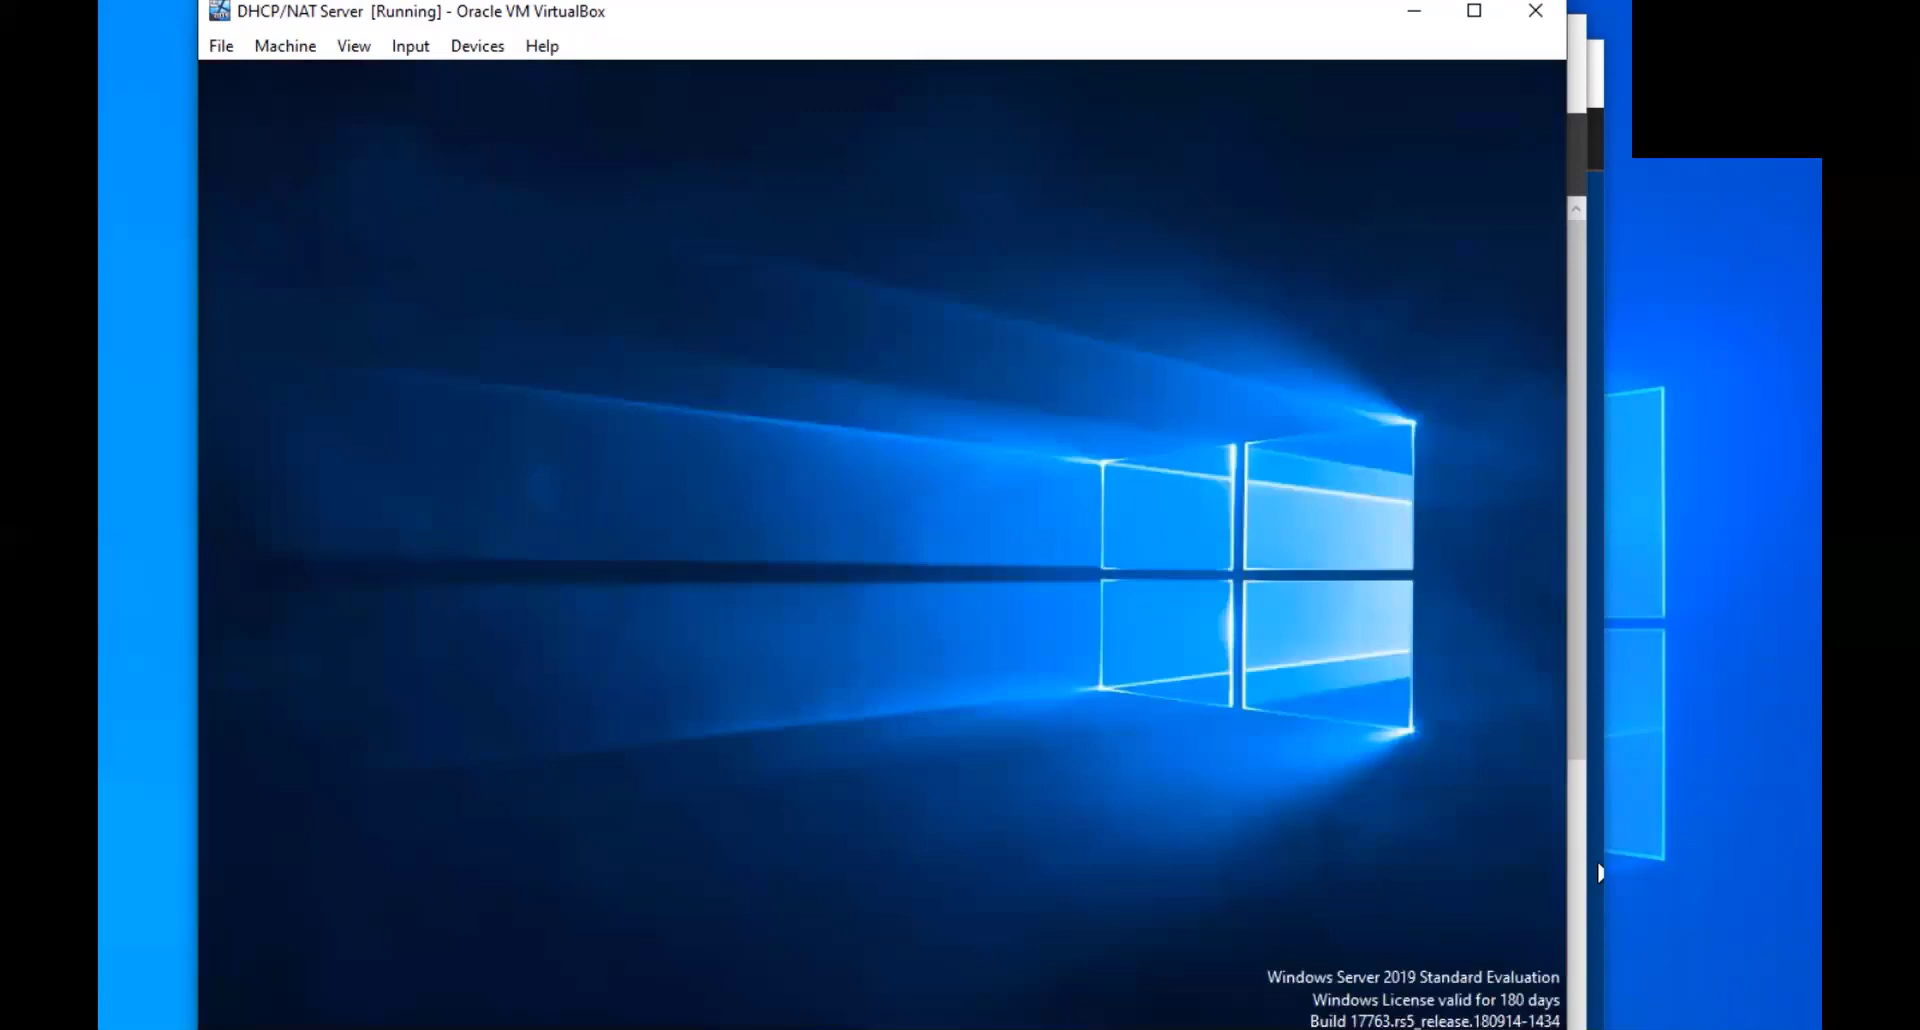 DHCP/NAT Server [Running] - Oracle VM VirtualBox
File Machine View Input Devices Help
Windows Server 2019 Standard Evaluation
Windows License valid for 180 days
Build 17763.rs5_release.180914-1434